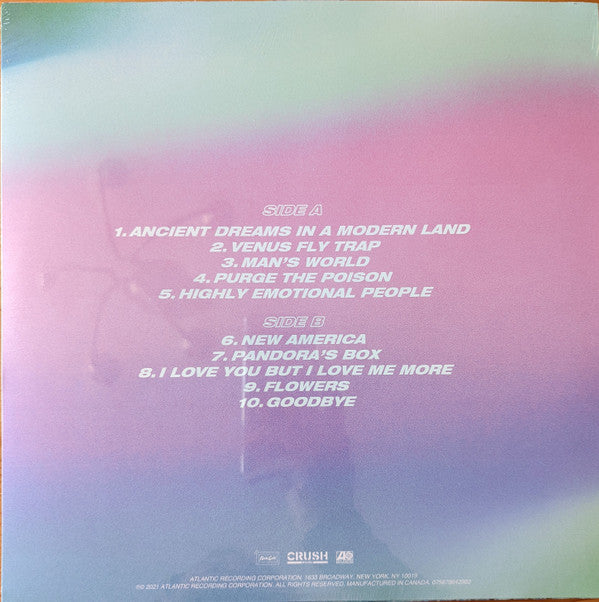 SIDE A
1. ANCIENT DREAMS IN A MODERN LAND
2. VENUS FLY TRAP
3. MAN'S WORLD
4. PURGE THE POISON
5. HIGHLY EMOTIONAL PEOPLE
SIDE B
6. NEW AMERICA
7. PANDORA'S BOX
8. I LOVE YOU BUT I LOVE ME MORE
9. FLOWERS
10. GOODBYE
CRUSH
ATLANTIC RECORDING CORPORATION, 1633 BROADWAY, NEW YORK, NY 10019
℗© 2021 ATLANTIC RECORDING CORPORATION. ALL RIGHTS RESERVED. MANUFACTURED IN CANADA.